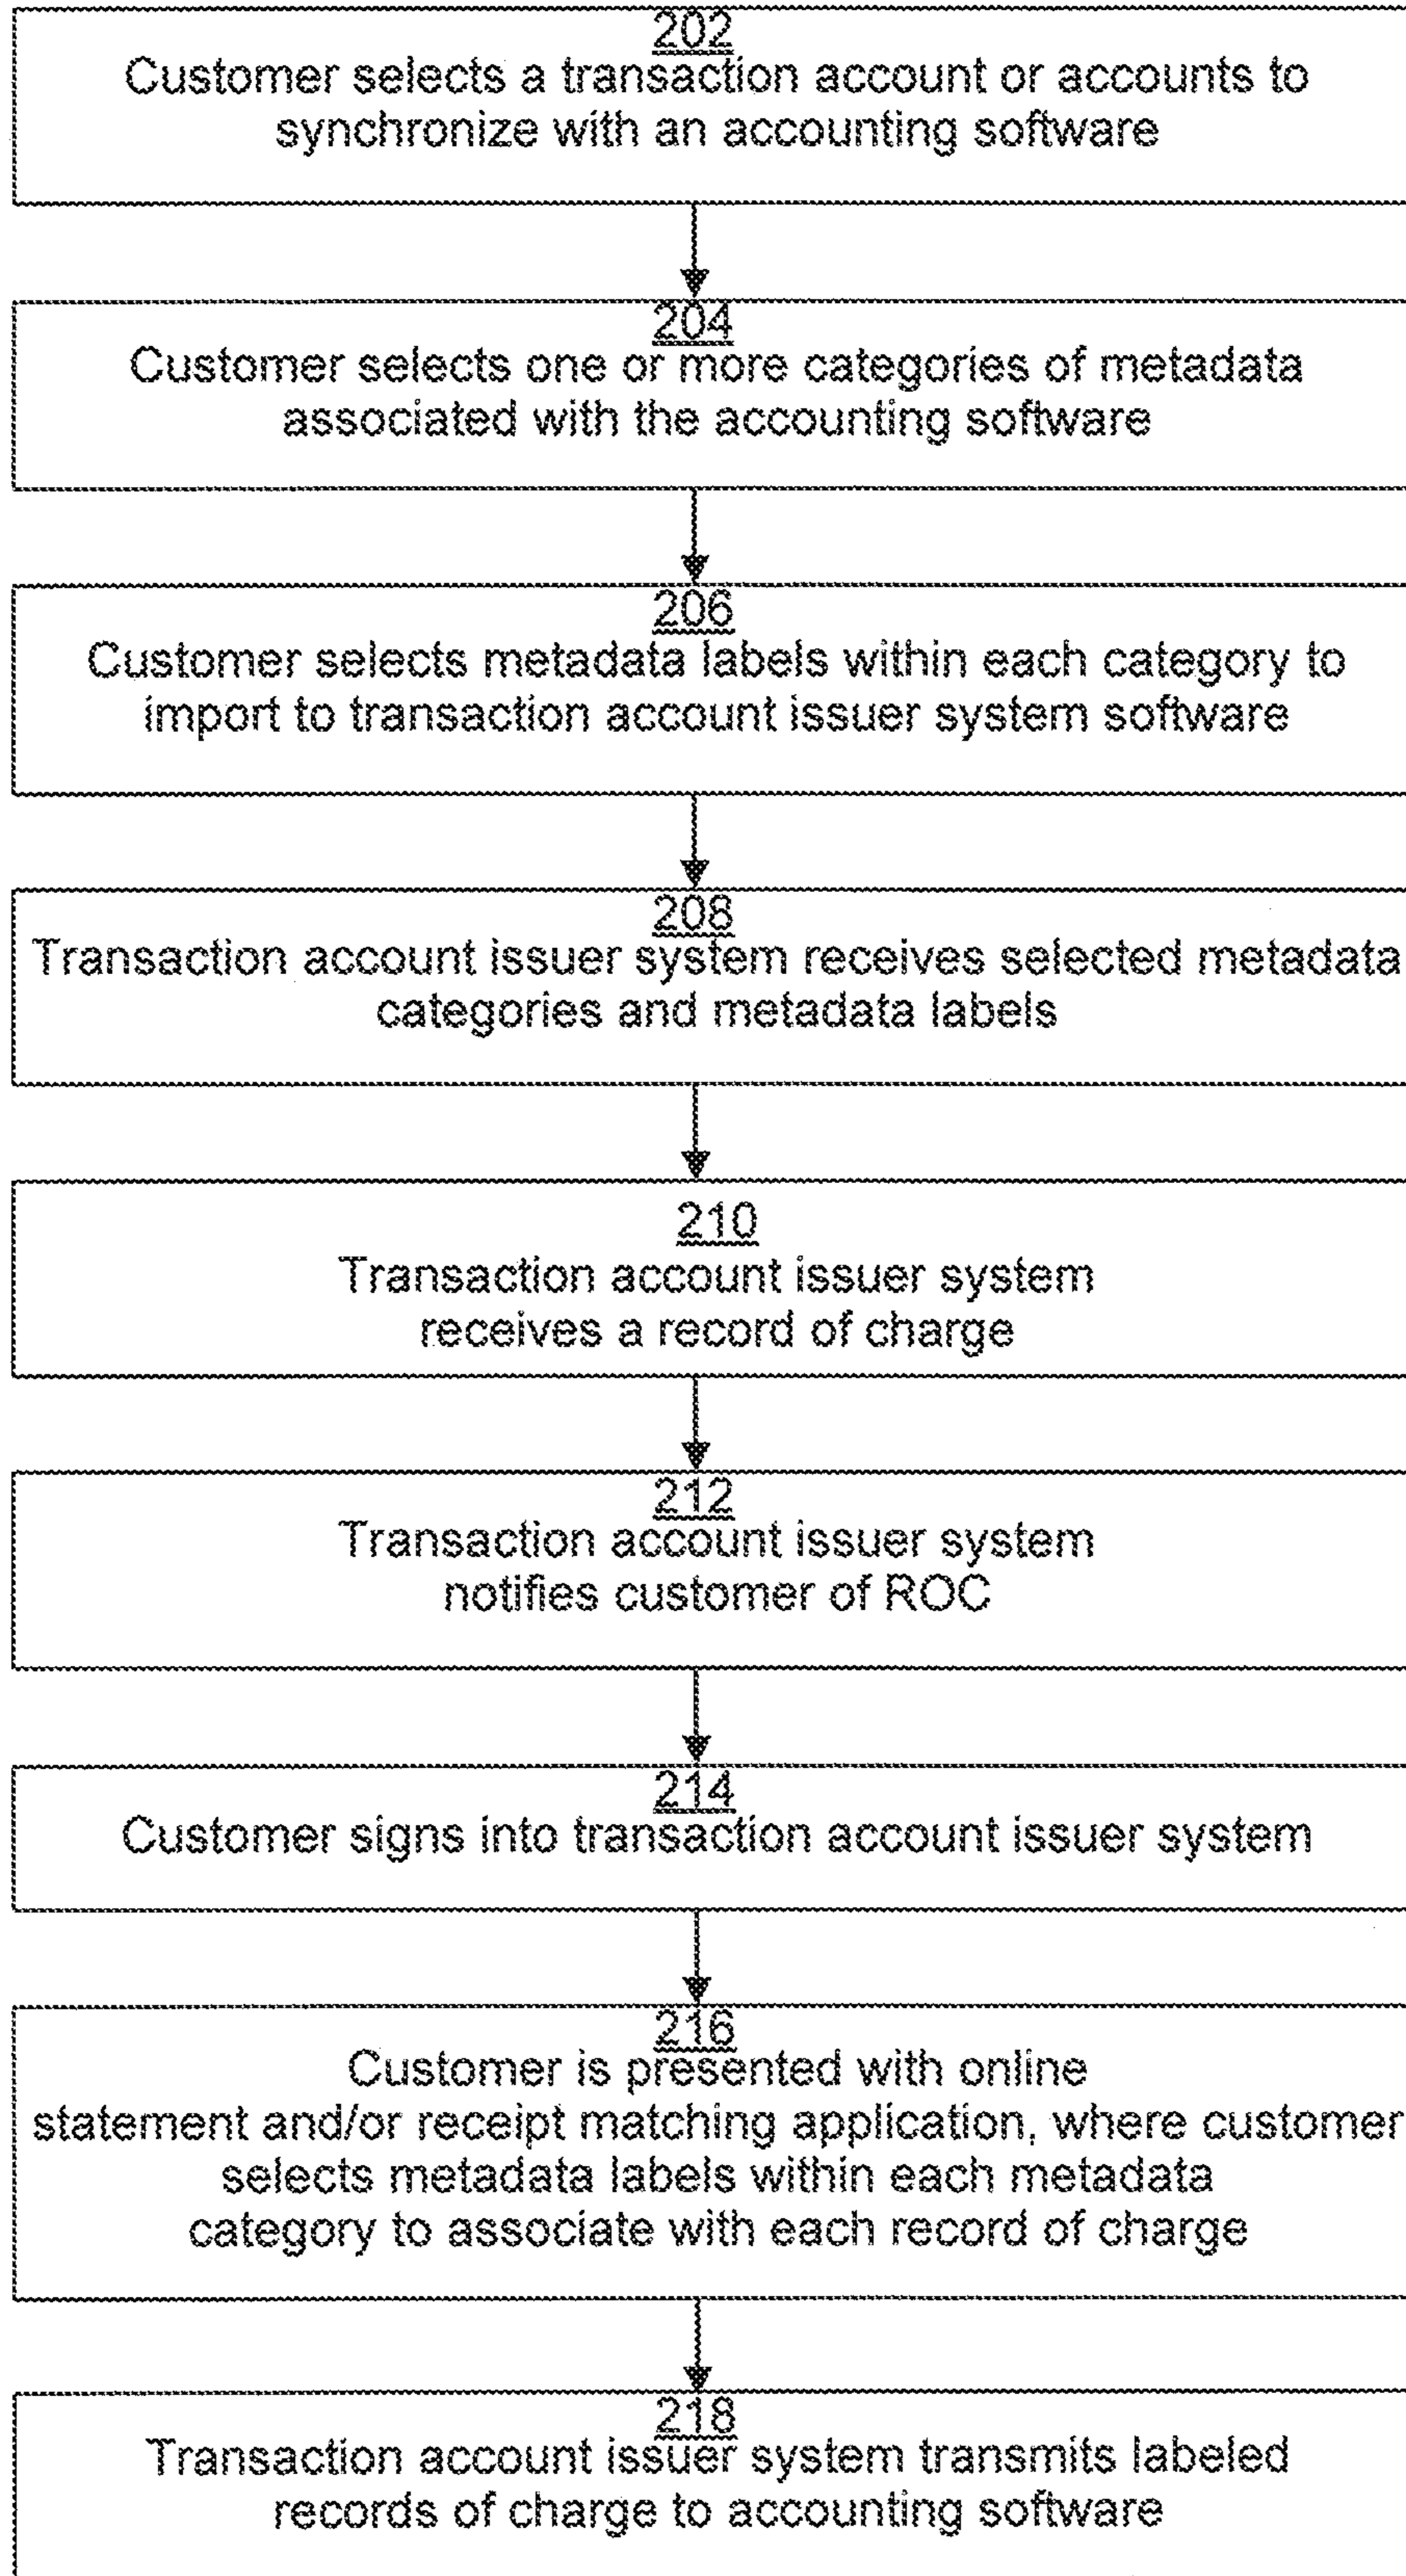 202
Customer selects a transaction account or accounts to
synchronize with an accounting software
204
Customer selects one or more categories of metadata
associated with the accounting software
206
Customer selects metadata labels within each category to
import to transaction account issuer system software
208
Transaction account issuer system receives selected metadata
categories and metadata labels
210
Transaction account issuer system
receives a record of charge
212
Transaction account issuer system
notifies customer of ROC
214
Customer signs into transaction account issuer system
216
Customer is presented with online
statement and/or receipt matching application, where customer
selects metadata labels within each metadata
category to associate with each record of charge
218
Transaction account issuer system transmits labeled
records of charge to accounting software